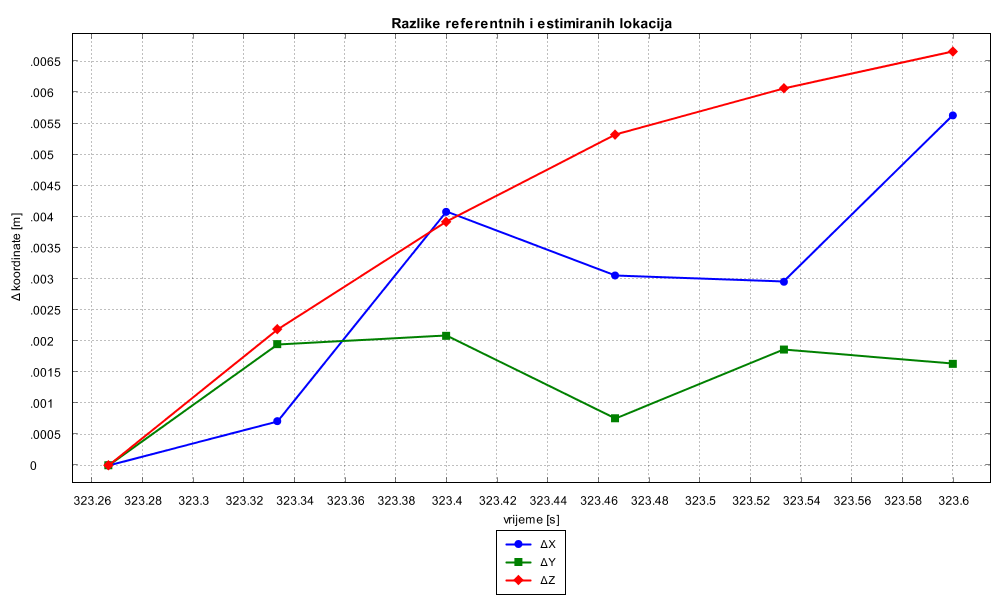 Razlike referentnih i estimiranih lokacija
Δ koordinate [m]
.0065
.006
.0055
.005
.0045
.004
.0035
.003
.0025
.002
.0015
.001
.0005
0
323.26 323.28 323.3 323.32 323.34 323.36 323.38 323.4 323.42 323.44 323.46 323.48 323.5 323.52 323.54 323.56 323.58 323.6
vrijeme [s]
ΔX
ΔY
ΔZ